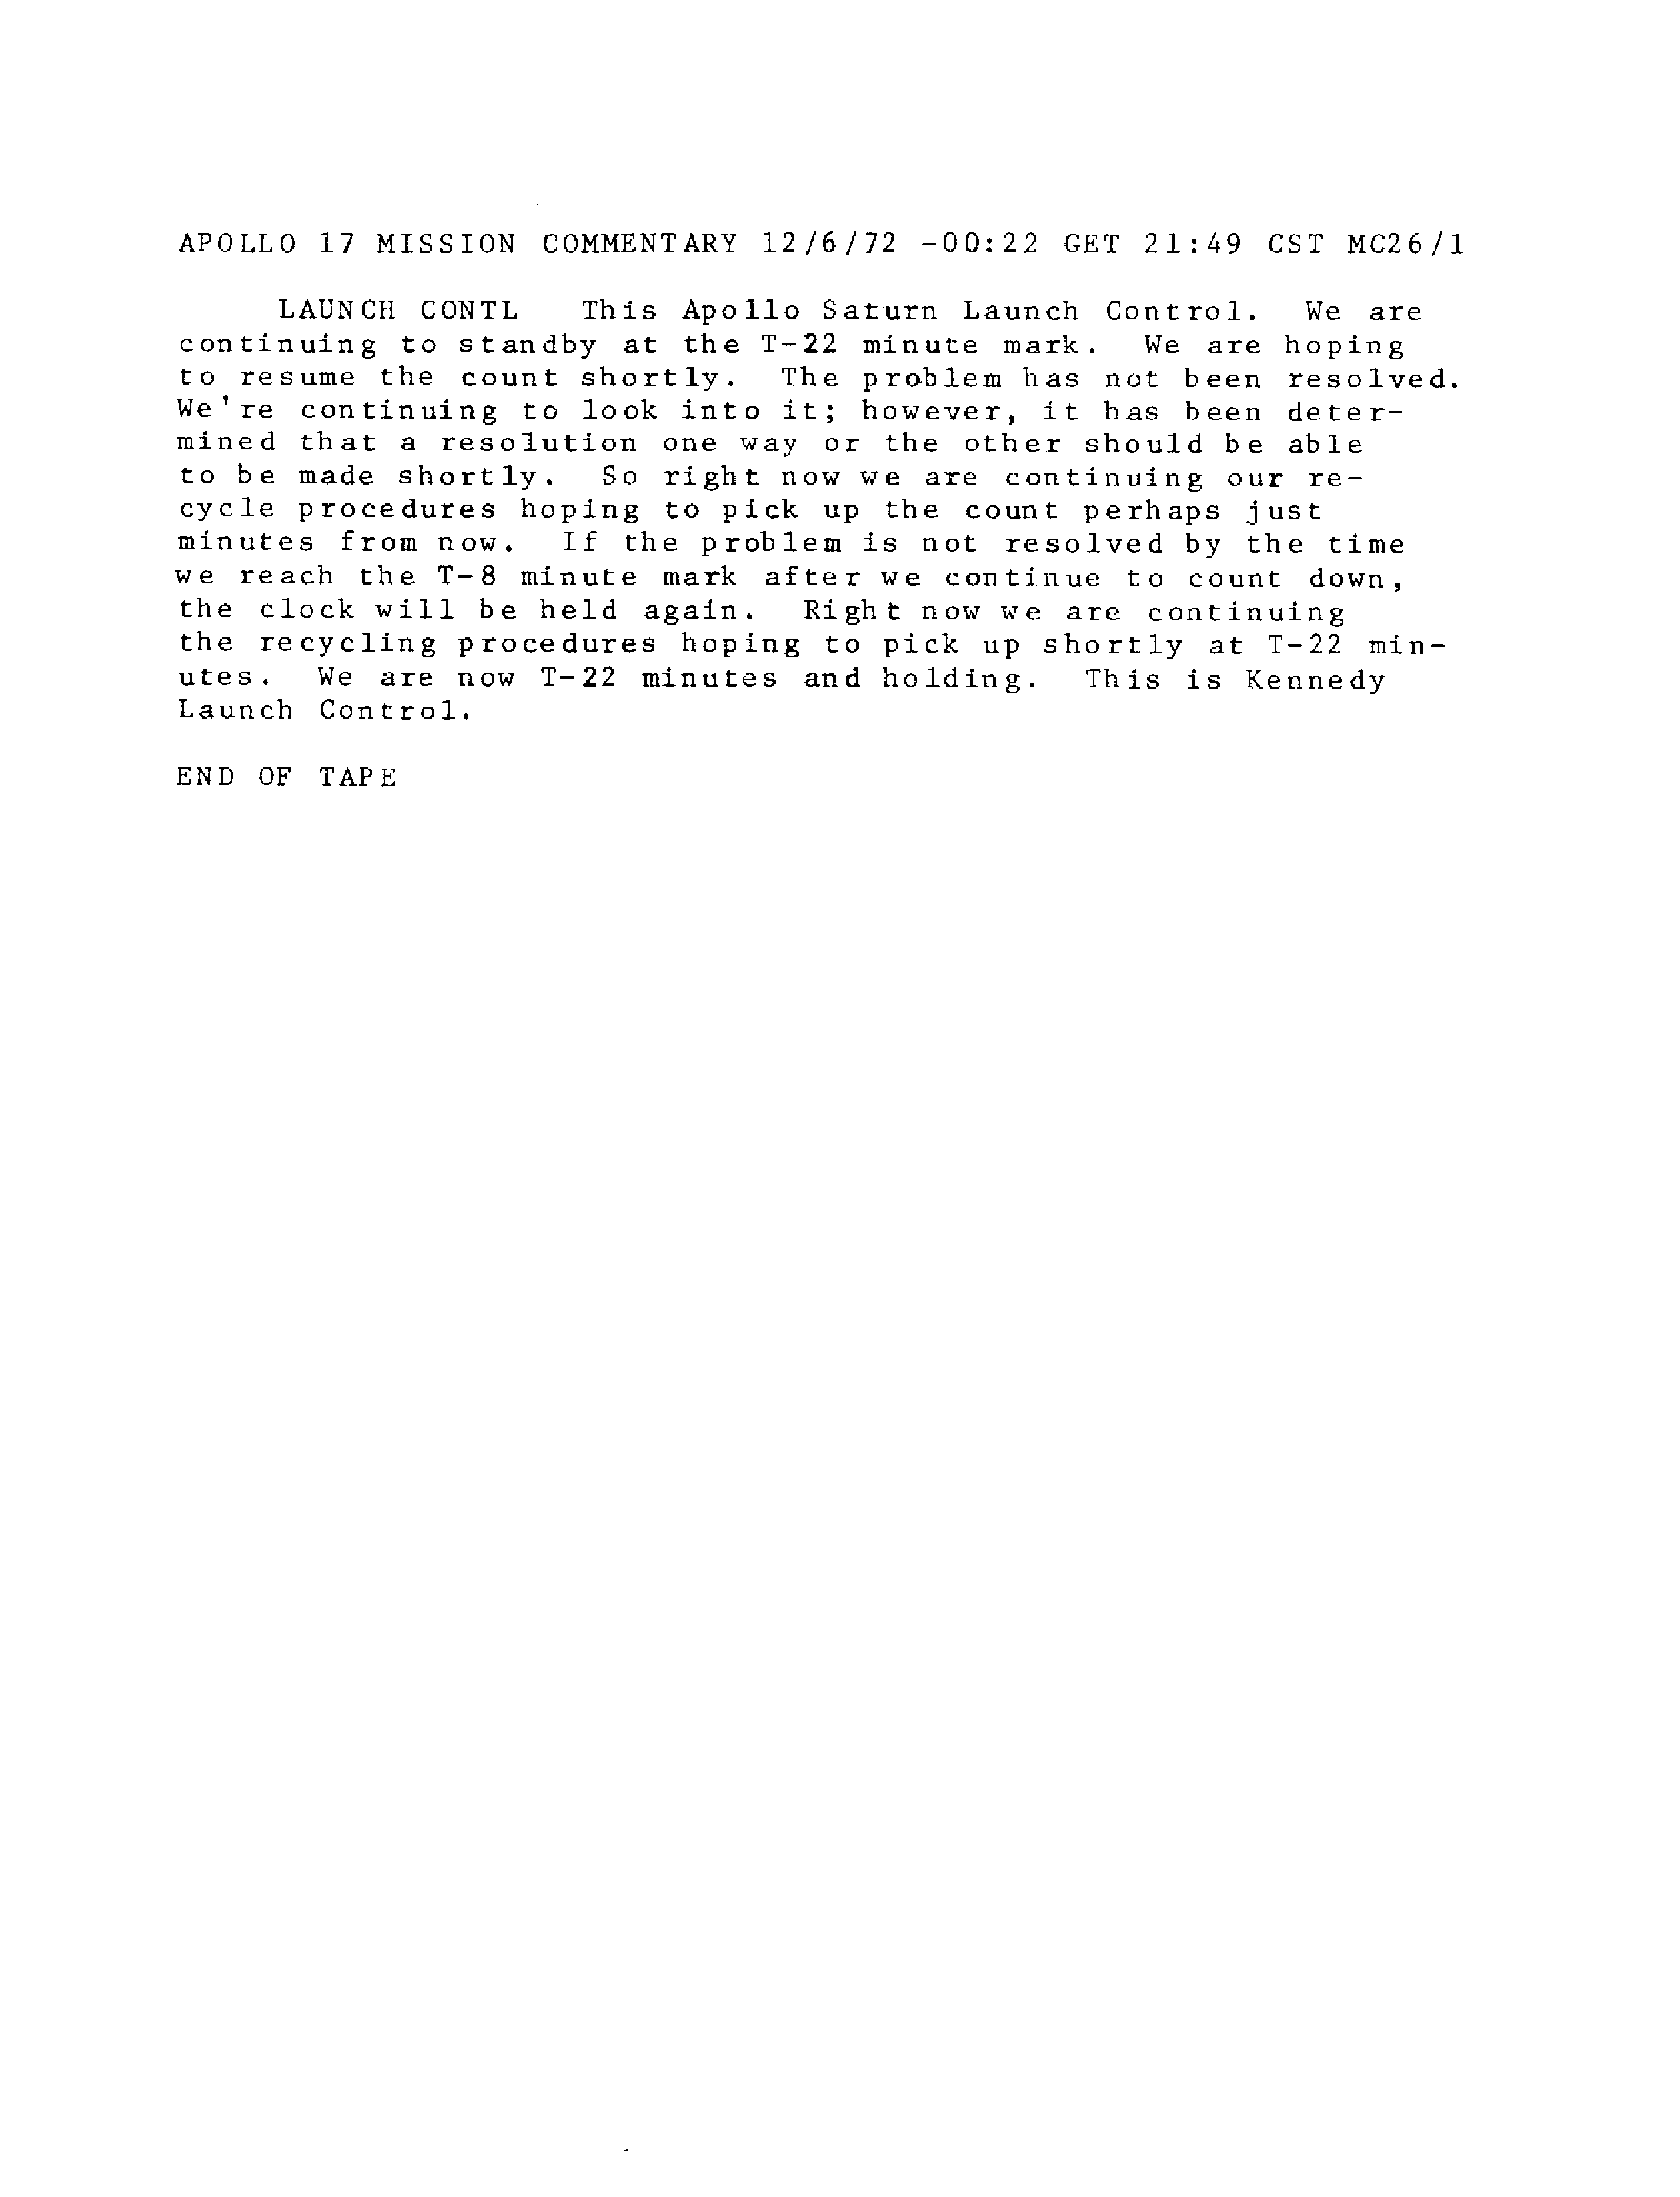 APOLLO 17 MISSION COMMENTARY 12/6/72 -00:22 GET 21:49 CST MC26/1
LAUNCH CONTL This Apollo Saturn Launch Control. We are
continuing to standby at the T-22 minute mark. We are hoping
to resume the count shortly. The problem has not been resolved.
We're continuing to look into it; however, it has been deter-
mined that a resolution one way or the other should be able
to be made shortly. So right now we are continuing our re-
cycle procedures hoping to pick up the count perhaps just
minutes from now. If the problem is not resolved by the time
we reach the T-8 minute mark after we continue to count down,
the clock will be held again. Right now we are continuing
the recycling procedures hoping to pick up shortly at T-22 min-
utes. We are now T-22 minutes and holding. This is Kennedy
Launch Control.
END OF TAPE